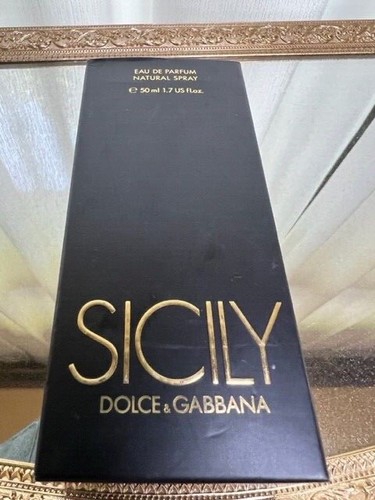 EAU DE PARFUM
NATURAL SPRAY
℮ 50 ml 1.7 US fl.oz.
SICILY
DOLCE & GABBANA